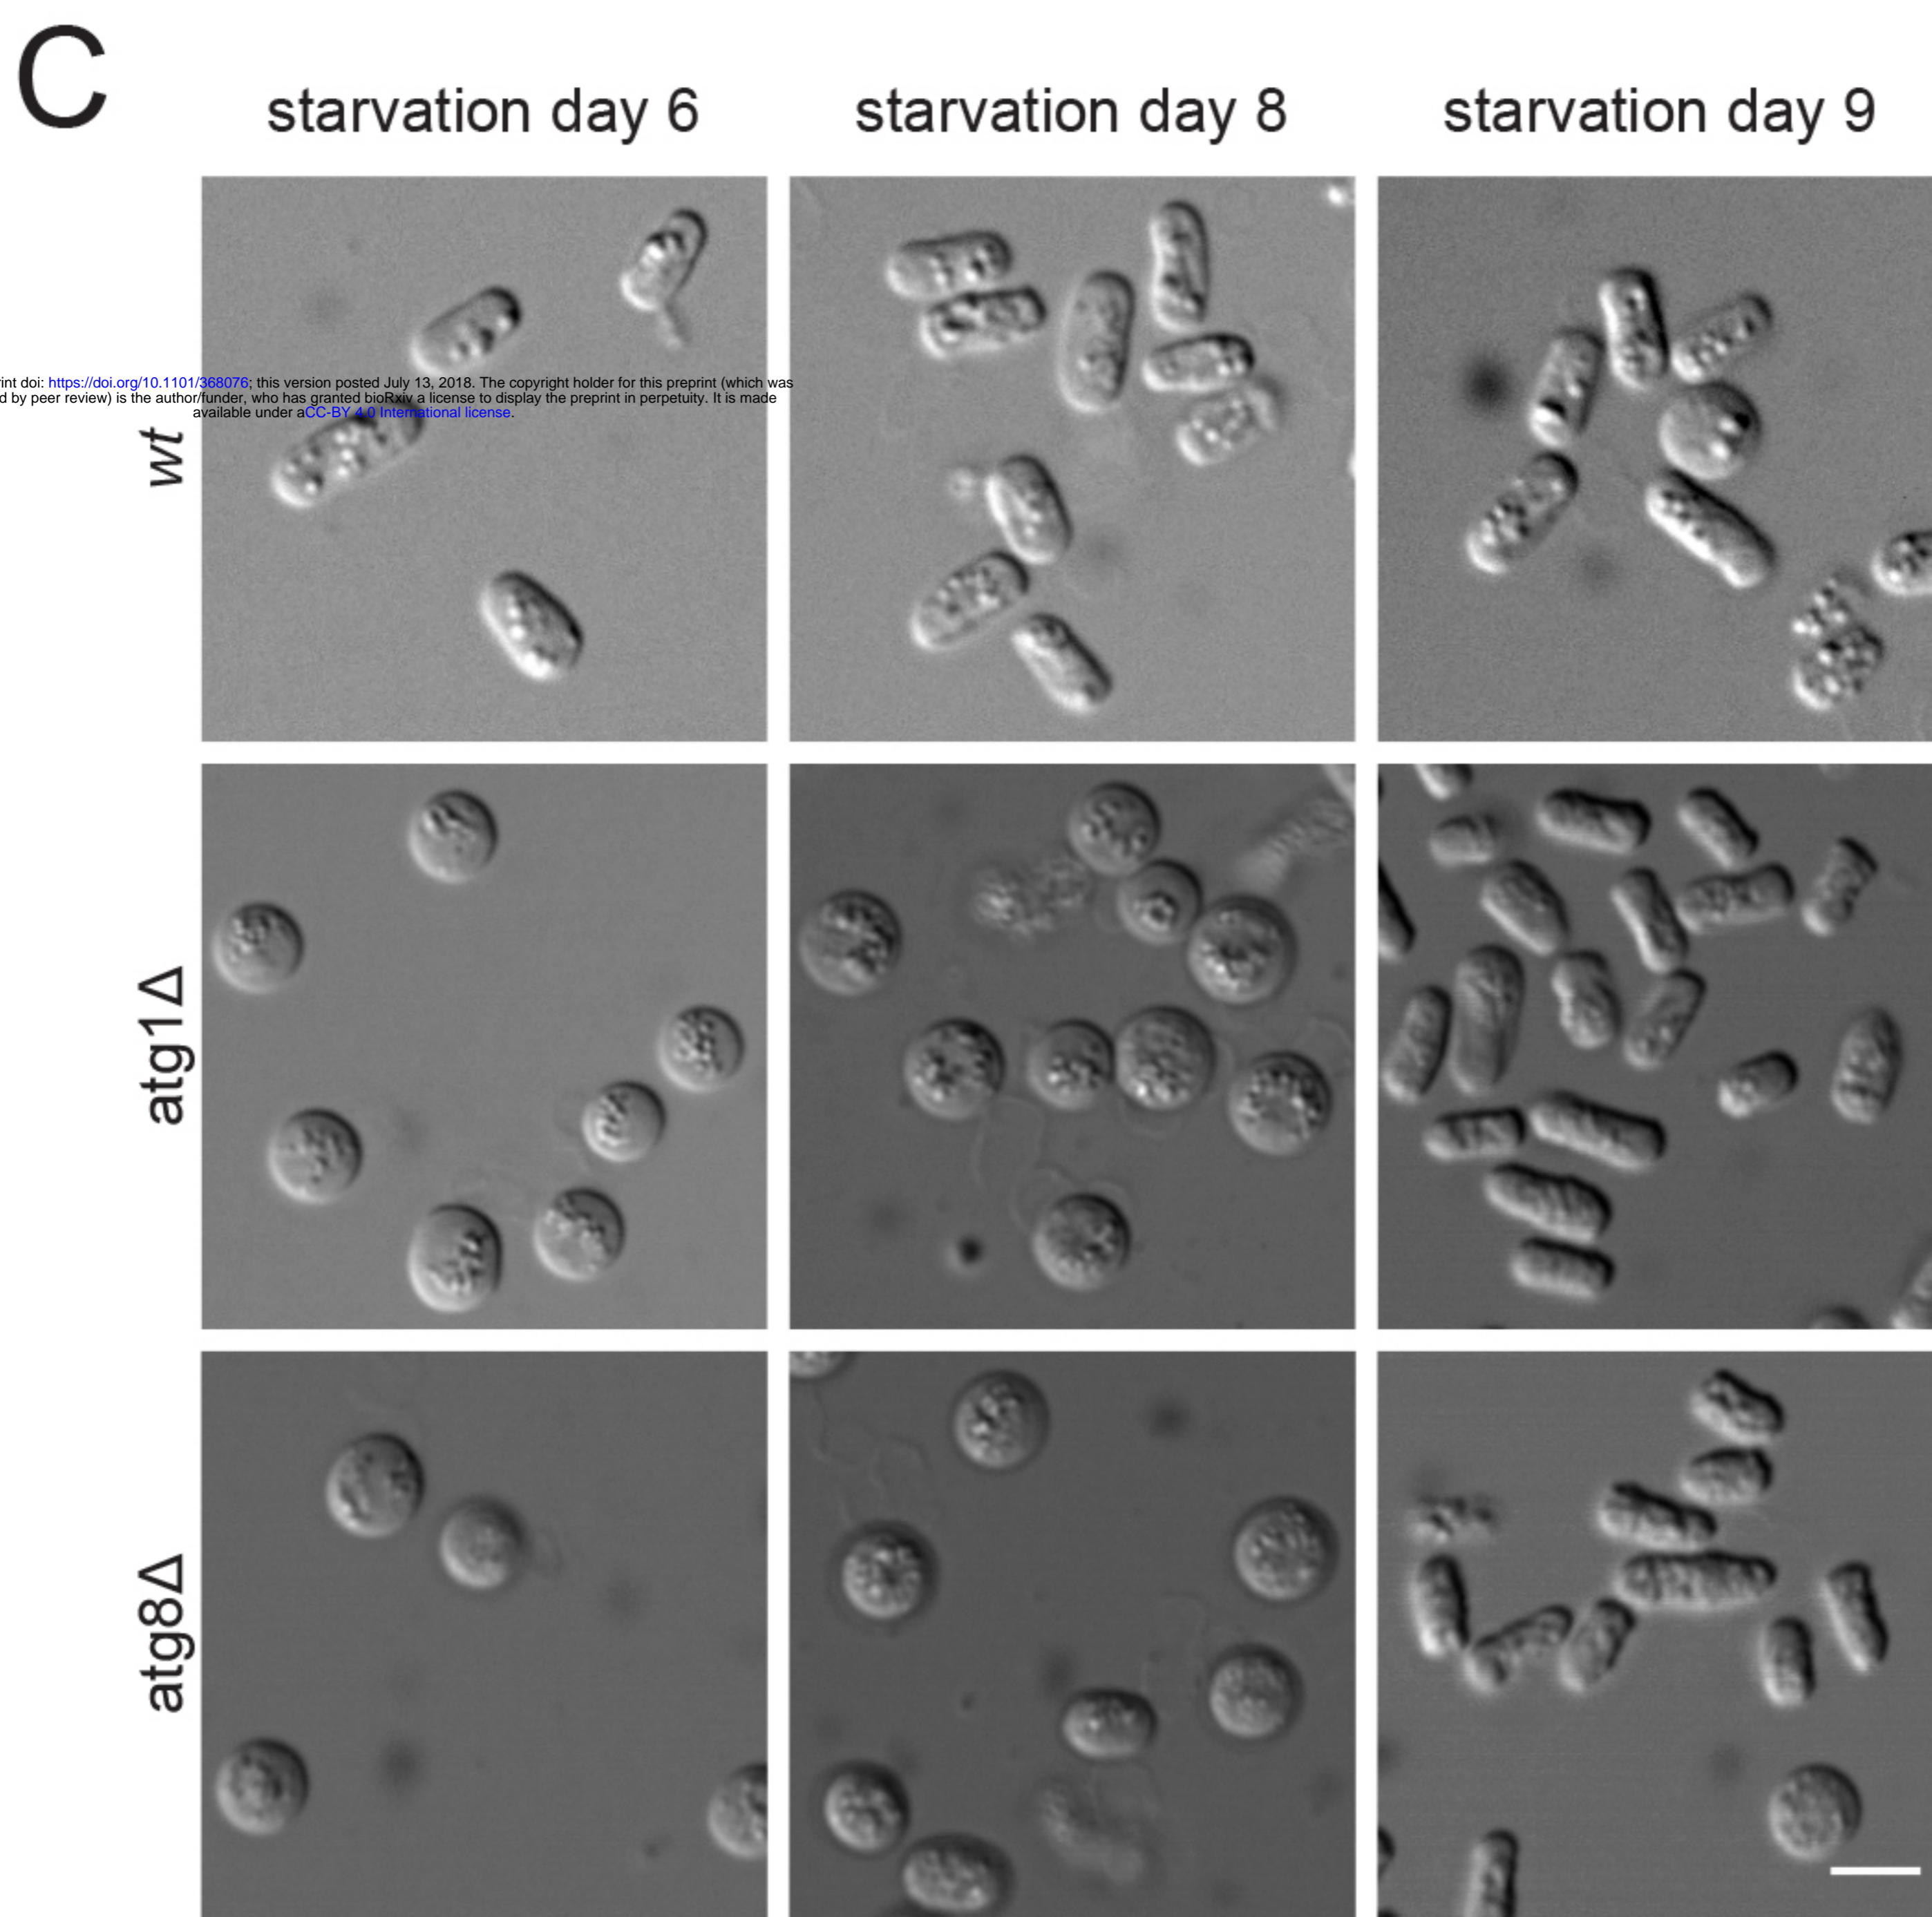 C
starvation day 6 starvation day 8 starvation day 9
wt
int doi: https://doi.org/10.1101/368076; this version posted July 13, 2018. The copyright holder for this preprint (which was
d by peer review) is the author/funder, who has granted bioRxiv a license to display the preprint in perpetuity. It is made
available under aCC-BY 4.0 International license.
atg1Δ
atg8Δ